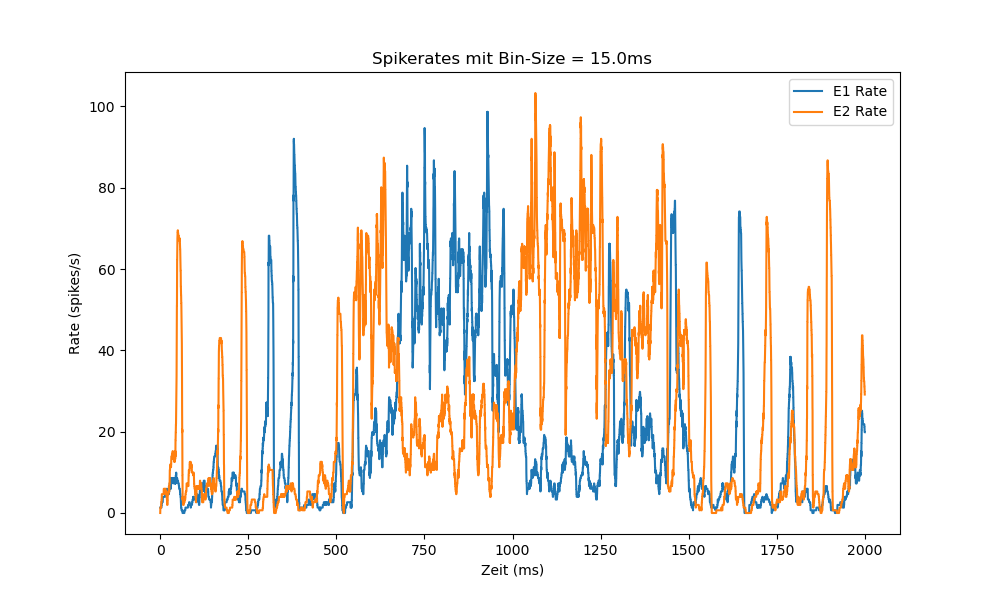 Spikerates mit Bin-Size = 15.0ms
E1 Rate
E2 Rate
100
80
60
40
20
0
Rate (spikes/s)
0 250 500 750 1000 1250 1500 1750 2000
Zeit (ms)